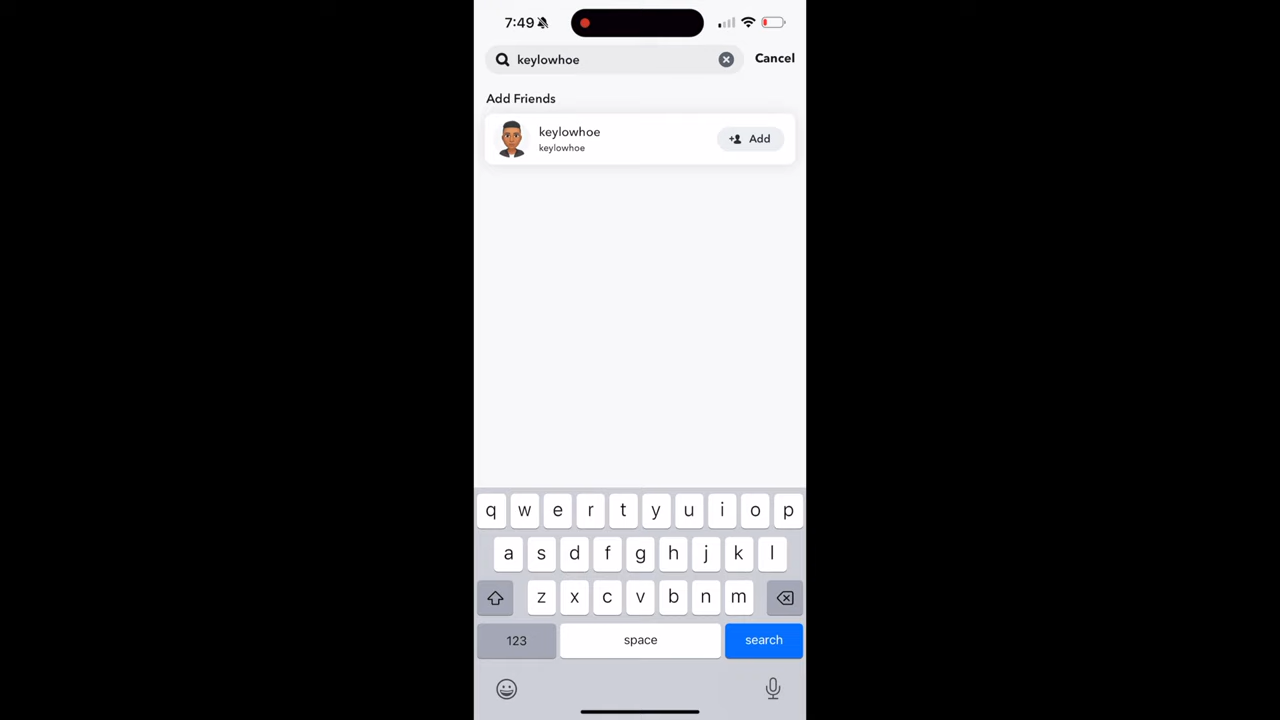 7:49
keylowhoe
Cancel
Add Friends
keylowhoe
keylowhoe
Add
q w e r t y u i o p
a s d f g h j k l
z x c v b n m
123 space search